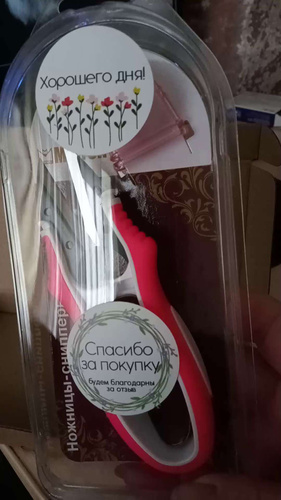 Хорошего дня!
Спасибо
за покупку
будем благодарны
за отзыв
Ножницы-сниппер